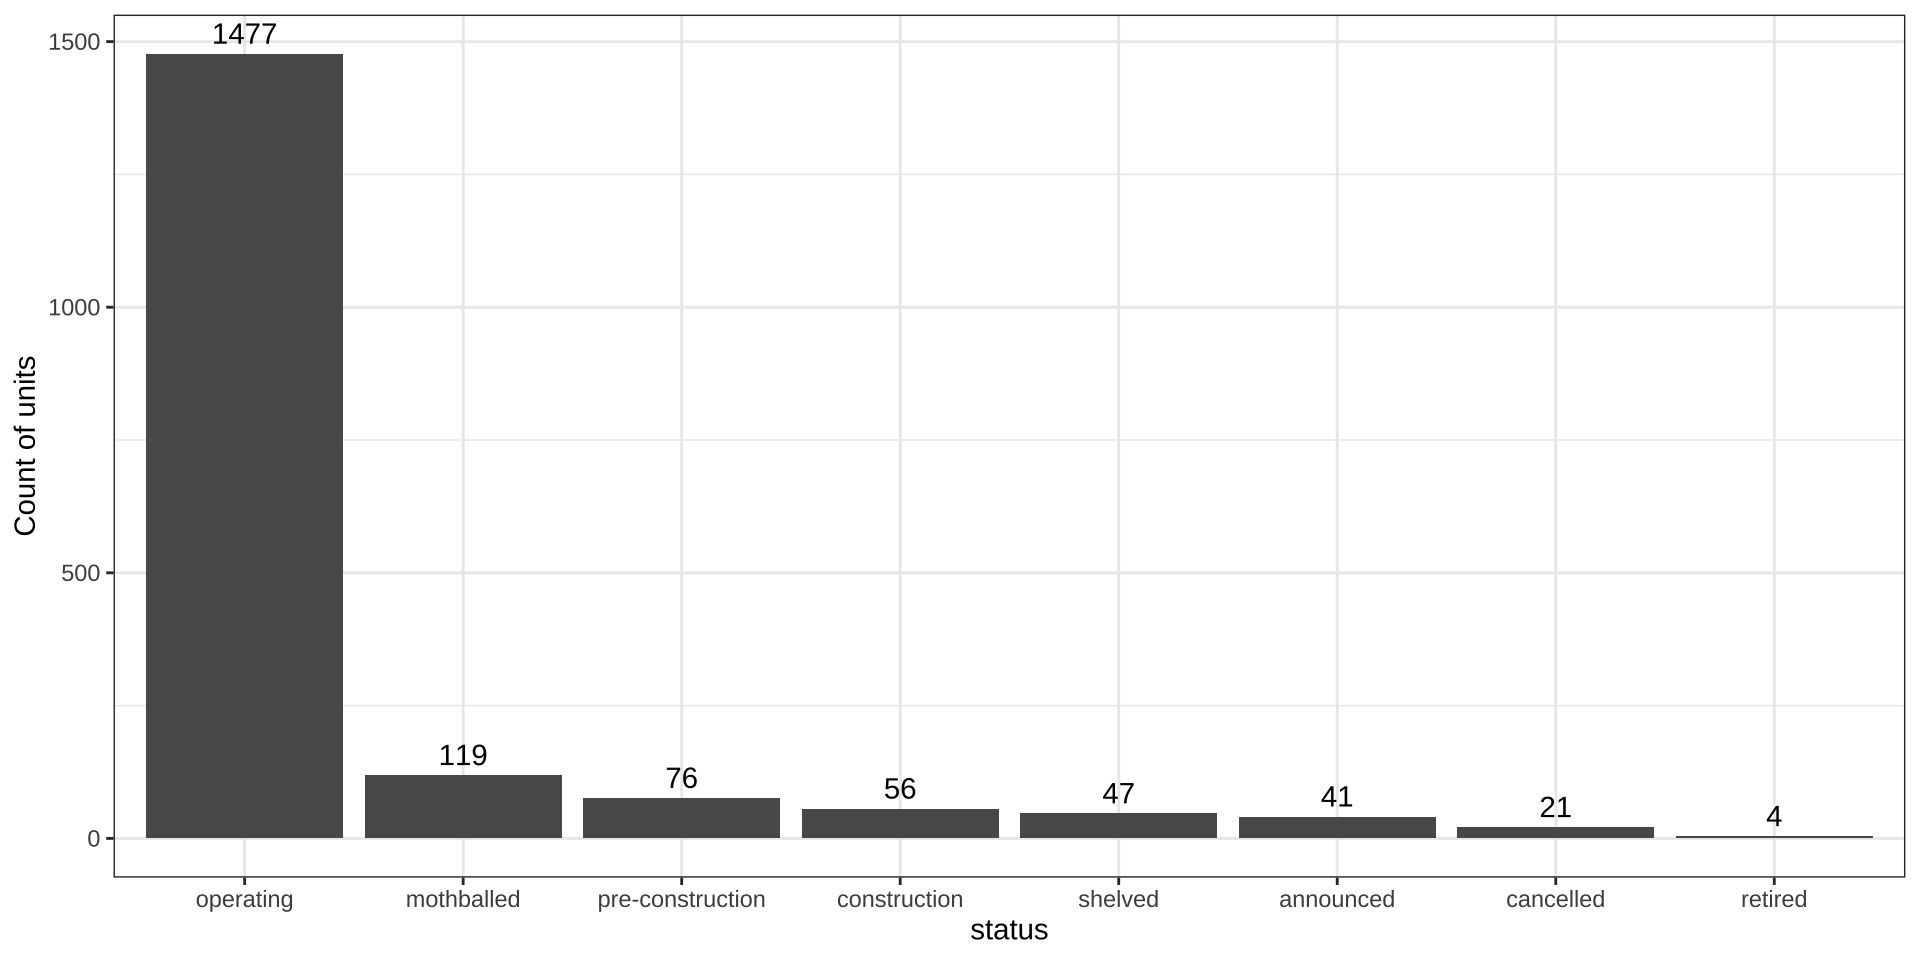 1477
1500
1000
500
0
119
76
56
47
41
21
4
Count of units
operating
mothballed
pre-construction
construction
shelved
announced
cancelled
retired
status